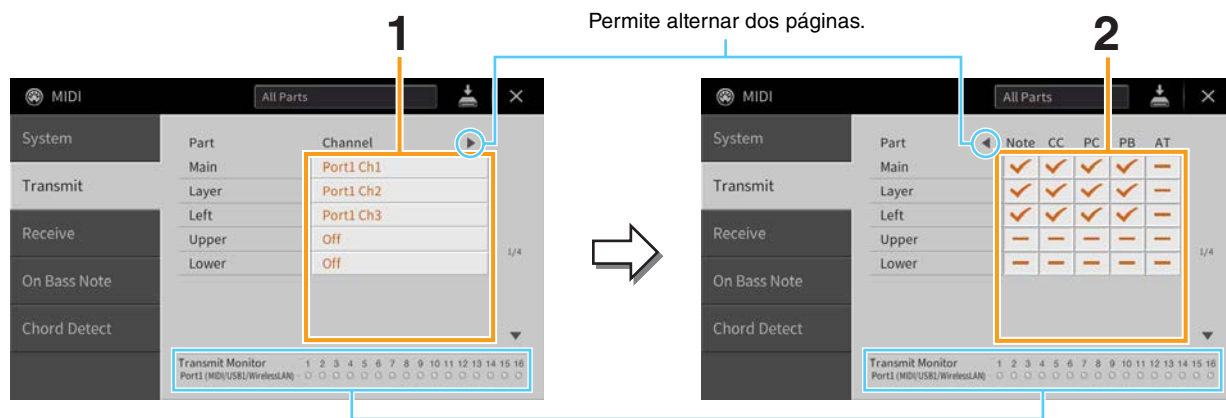 Permite alternar dos páginas.
1
MIDI
All Parts
System
Transmit
Receive
On Bass Note
Chord Detect
Part Channel
Main Port1 Ch1
Layer Port1 Ch2
Left Port1 Ch3
Upper Off
Lower Off
1/4
Transmit Monitor 1 2 3 4 5 6 7 8 9 10 11 12 13 14 15 16
Port1 (MIDI/USB1/WirelessLAN)
2
MIDI
All Parts
System
Transmit
Receive
On Bass Note
Chord Detect
Part Note CC PC PB AT
Main
Layer
Left
Upper
Lower
1/4
Transmit Monitor 1 2 3 4 5 6 7 8 9 10 11 12 13 14 15 16
Port1 (MIDI/USB1/WirelessLAN)